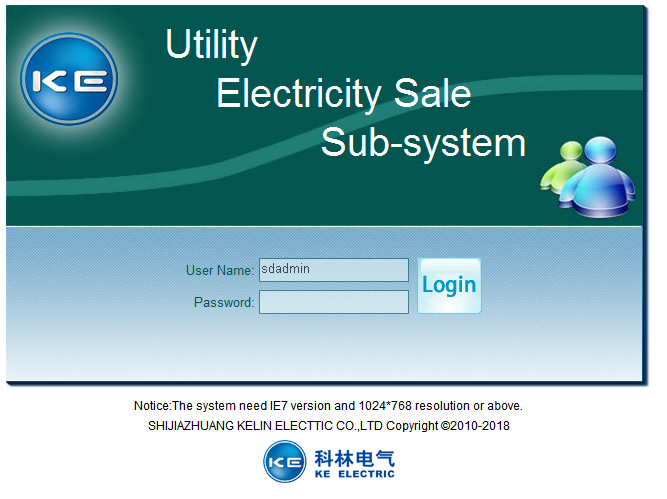 KE
Utility
Electricity Sale
Sub-system
User Name: sdadmin
Login
Password:
Notice:The system need IE7 version and 1024*768 resolution or above.
SHIJIAZHUANG KELIN ELECTTIC CO.,LTD Copyright ©2010-2018
KE 科林电气
KE ELECTRIC